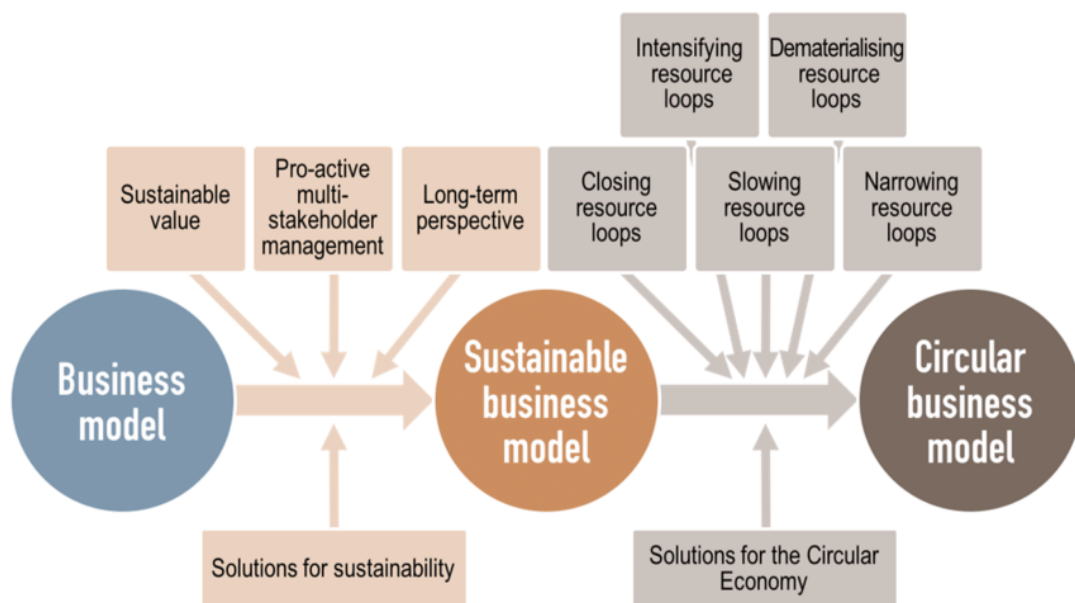 Intensifying
resource
loops
Dematerialising
resource
loops
Sustainable
value
Pro-active
multi-
stakeholder
management
Long-term
perspective
Closing
resource
loops
Slowing
resource
loops
Narrowing
resource
loops
Business
model
Sustainable
business
model
Circular
business
model
Solutions for sustainability
Solutions for the Circular
Economy